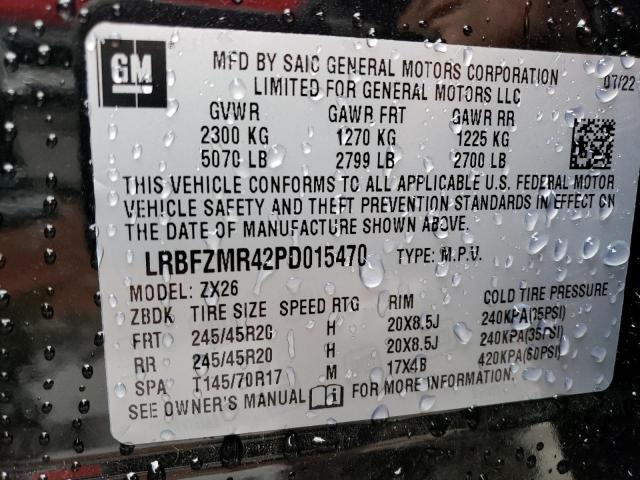 GM
MFD BY SAIC GENERAL MOTORS CORPORATION 07/22
LIMITED FOR GENERAL MOTORS LLC
GVWR GAWR FRT GAWR RR
2300 KG 1270 KG 1225 KG
5070 LB 2799 LB 2700 LB
THIS VEHICLE CONFORMS TO ALL APPLICABLE U.S. FEDERAL MOTOR
VEHICLE SAFETY AND THEFT PREVENTION STANDARDS IN EFFECT ON
THE DATE OF MANUFACTURE SHOWN ABOVE.
LRBFZMR42PD015470 TYPE: M.P.V.
MODEL: ZX26
ZBDK TIRE SIZE SPEED RTG RIM COLD TIRE PRESSURE
FRT 245/45R20 H 20X8.5J 240KPA(35PSI)
RR 245/45R20 H 20X8.5J 240KPA(35PSI)
SPA T145/70R17 M 17X4B 420KPA(60PSI)
SEE OWNER'S MANUAL FOR MORE INFORMATION